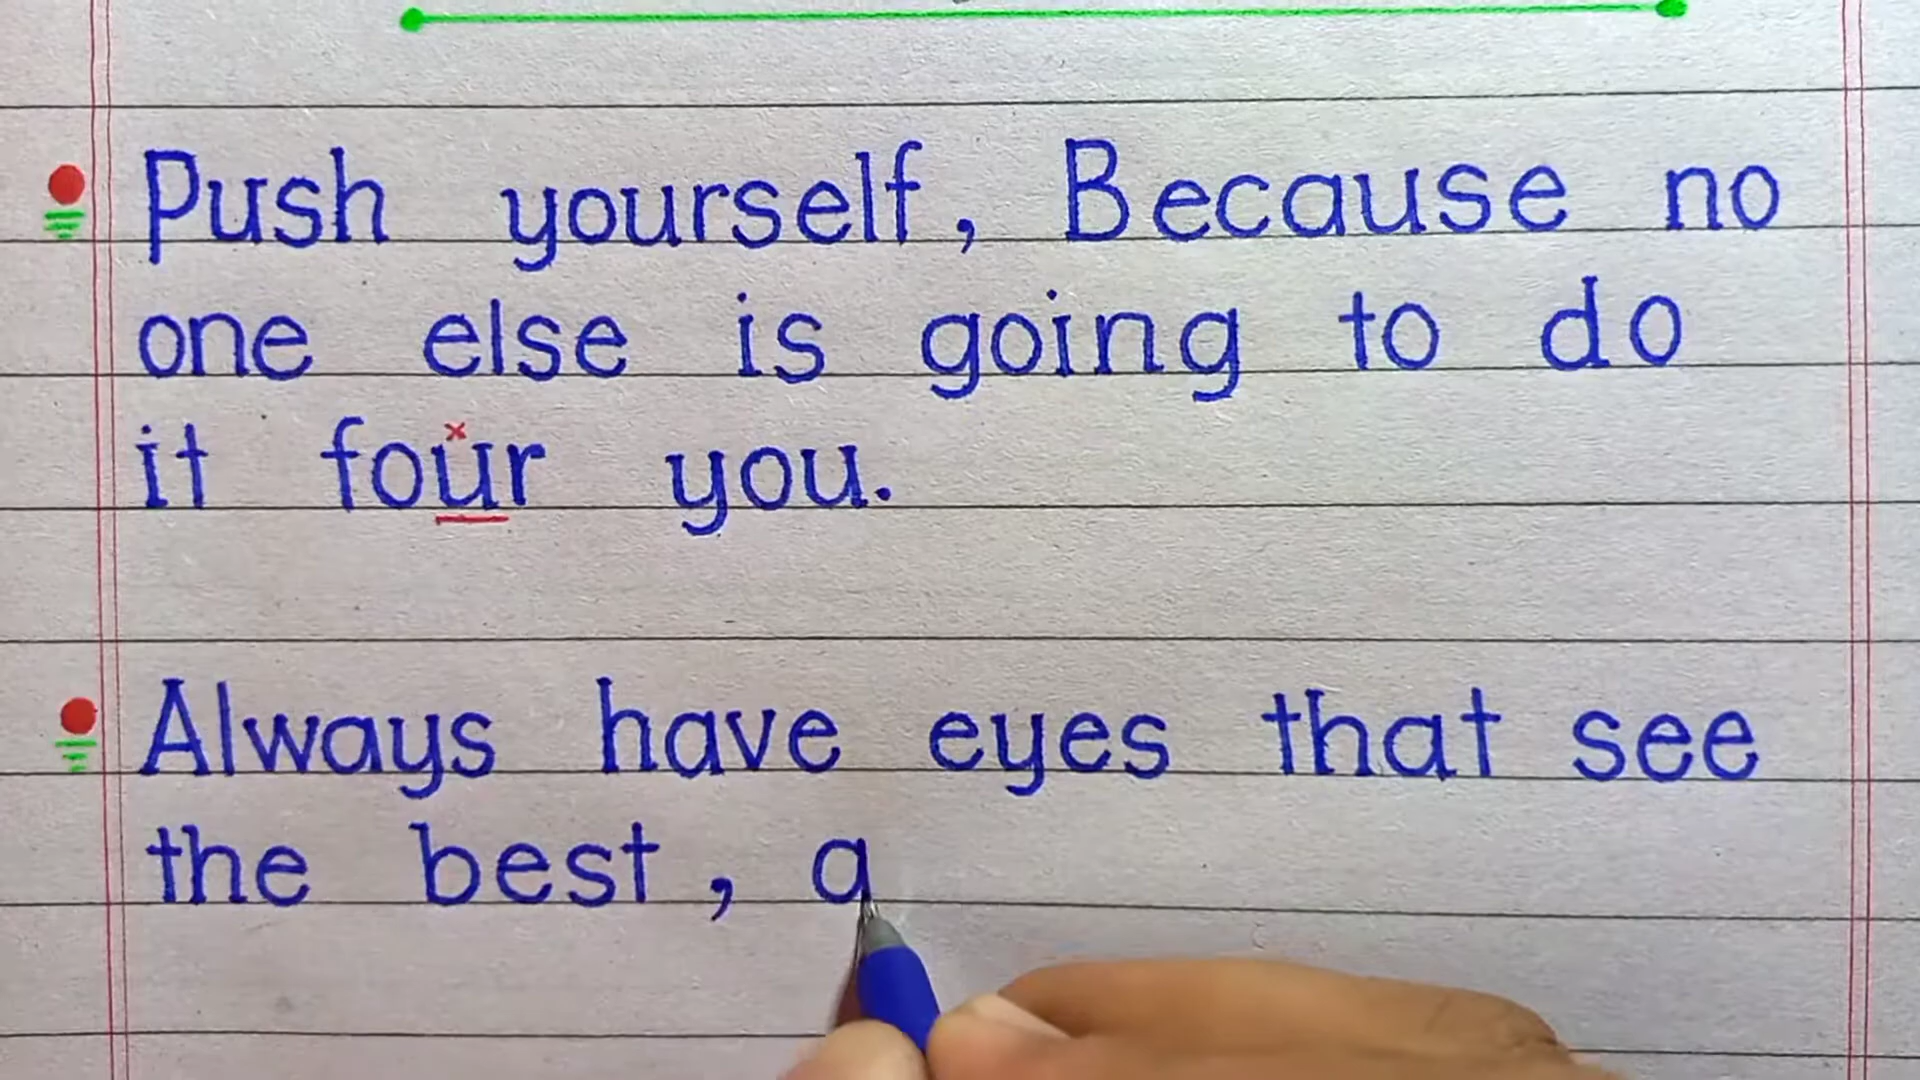 Push yourself, Because no
one else is going to do
it four you.
Always have eyes that see
the best, a